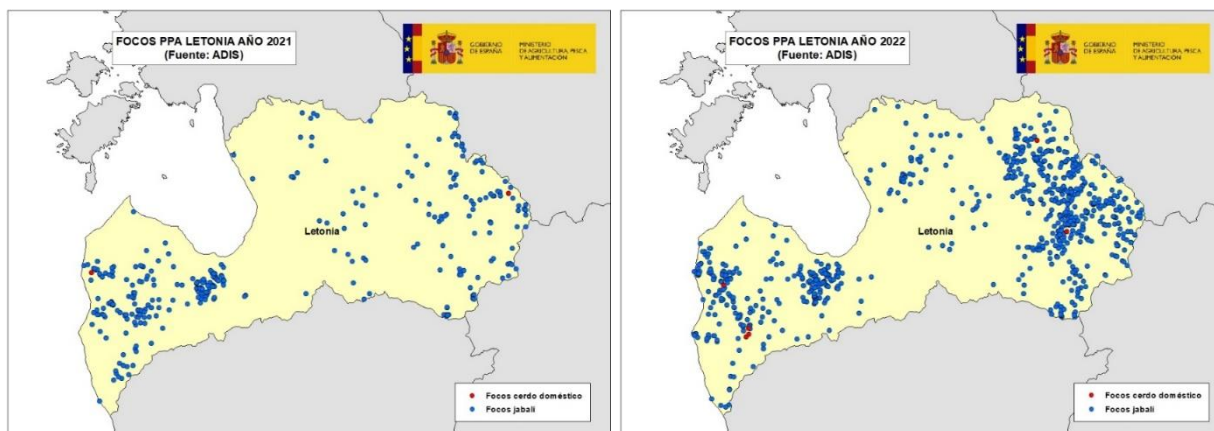 FOCOS PPA LETONIA AÑO 2021
(Fuente: ADIS)
GOBIERNO
DE ESPAÑA
MINISTERIO
DE AGRICULTURA, PESCA
Y ALIMENTACIÓN
Letonia
Focos cerdo doméstico
Focos jabalí
FOCOS PPA LETONIA AÑO 2022
(Fuente: ADIS)
GOBIERNO
DE ESPAÑA
MINISTERIO
DE AGRICULTURA, PESCA
Y ALIMENTACIÓN
Letonia
Focos cerdo doméstico
Focos jabalí